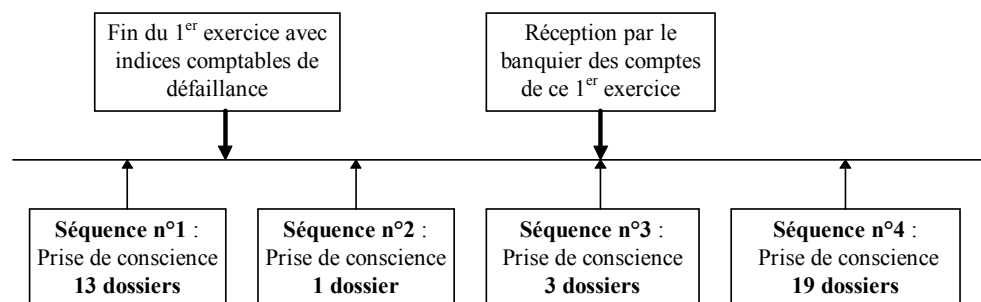 Fin du 1er exercice avec
indices comptables de
défaillance
Réception par le
banquier des comptes
de ce 1er exercice
Séquence n°1 :
Prise de conscience
13 dossiers
Séquence n°2 :
Prise de conscience
1 dossier
Séquence n°3 :
Prise de conscience
3 dossiers
Séquence n°4 :
Prise de conscience
19 dossiers